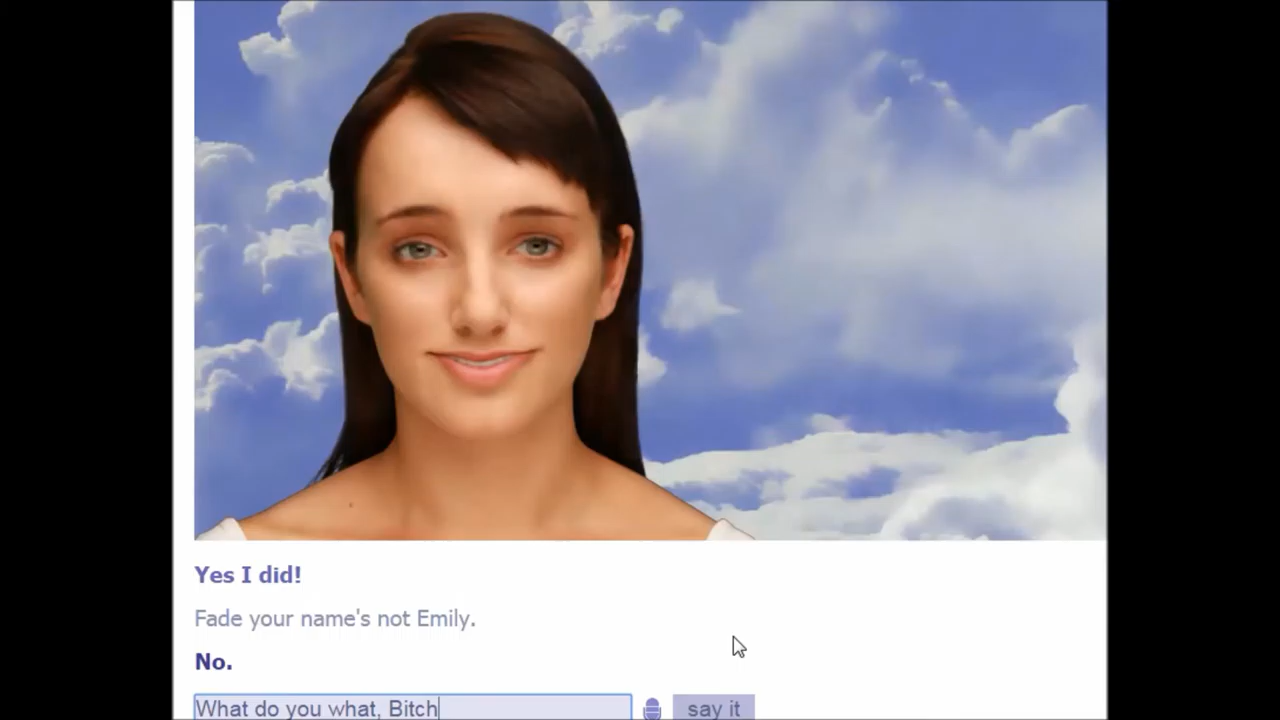 Yes I did!
Fade your name's not Emily.
No.
What do you what, Bitch
say it